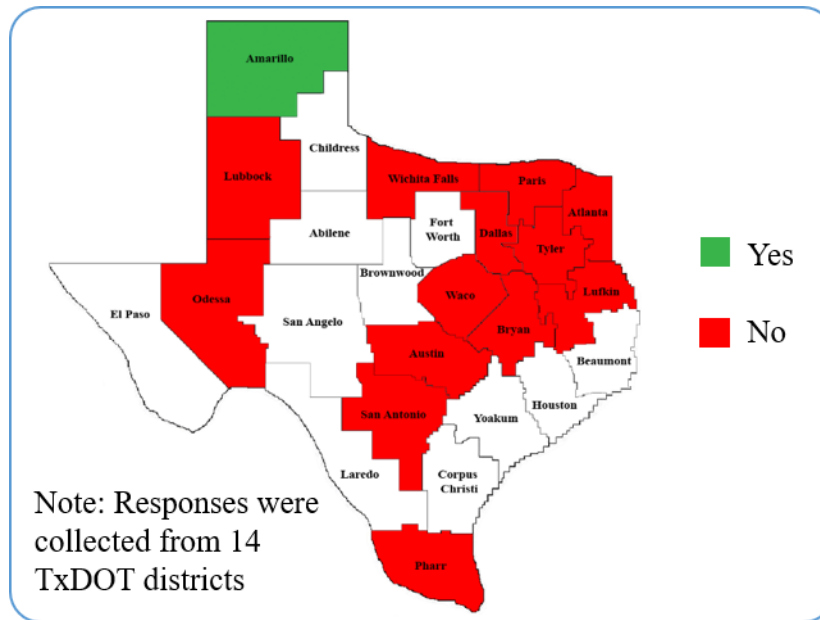 Amarillo
Childress
Lubbock
Wichita Falls
Paris
Atlanta
Abilene
Fort
Worth
Dallas
Tyler
Brownwood
Odessa
El Paso
San Angelo
Waco
Lufkin
Bryan
Austin
Beaumont
Houston
San Antonio
Yoakum
Laredo
Corpus
Christi
Pharr
Yes
No
Note: Responses were
collected from 14
TxDOT districts